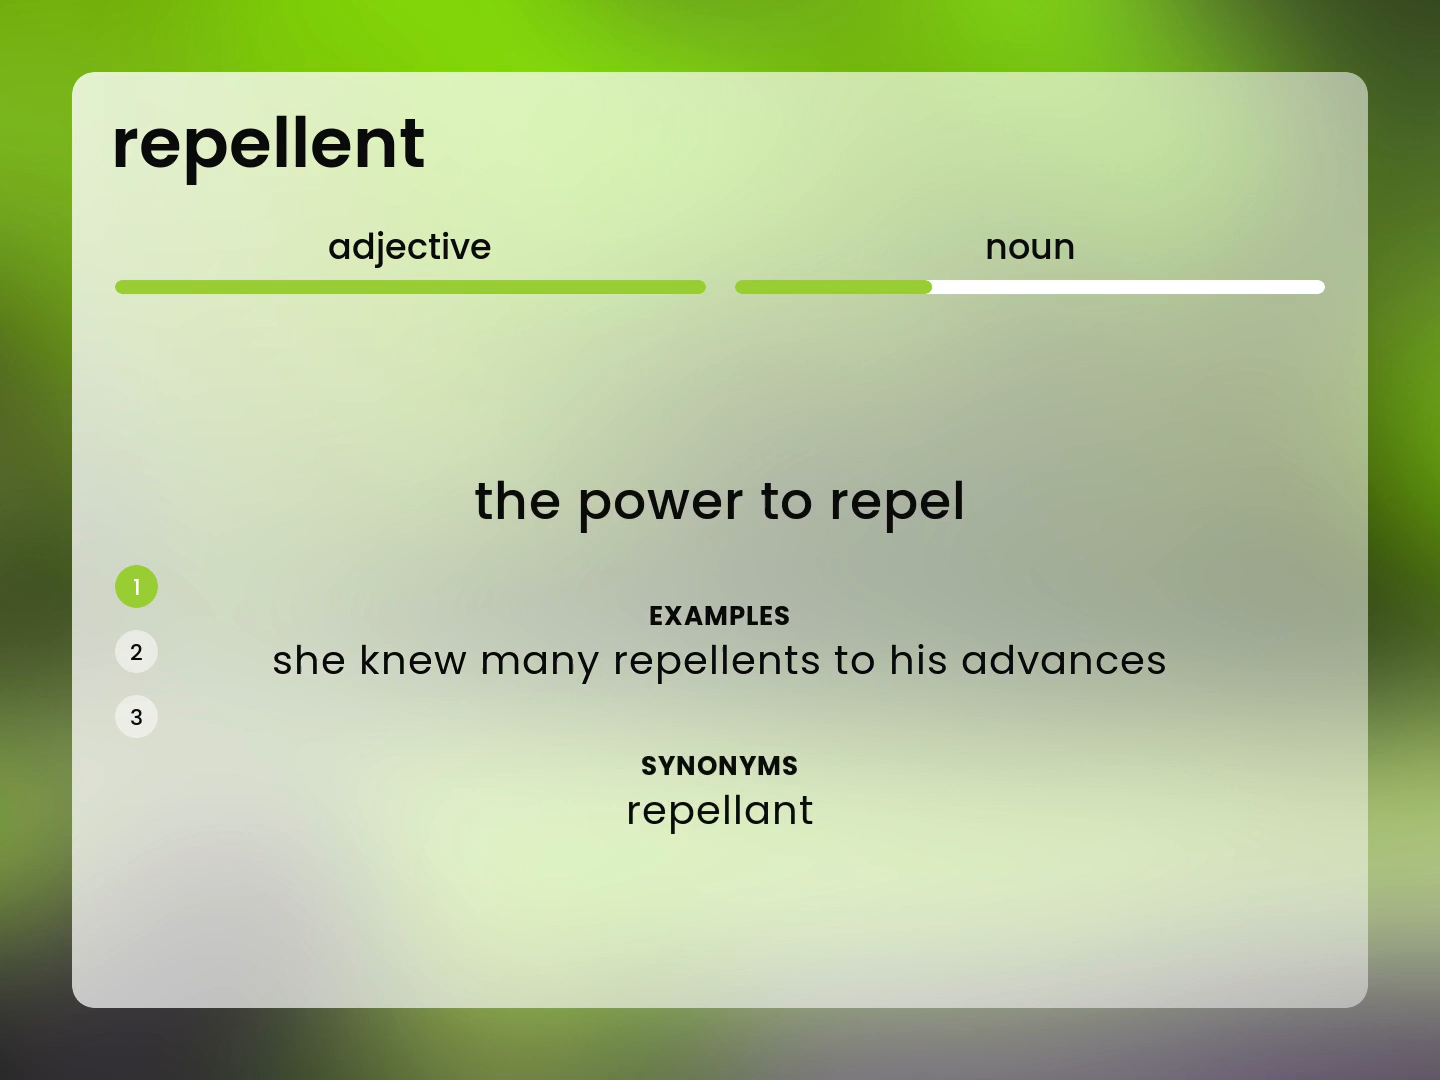 repellent
adjective
noun
the power to repel
1
EXAMPLES
she knew many repellents to his advances
2
3
SYNONYMS
repellant